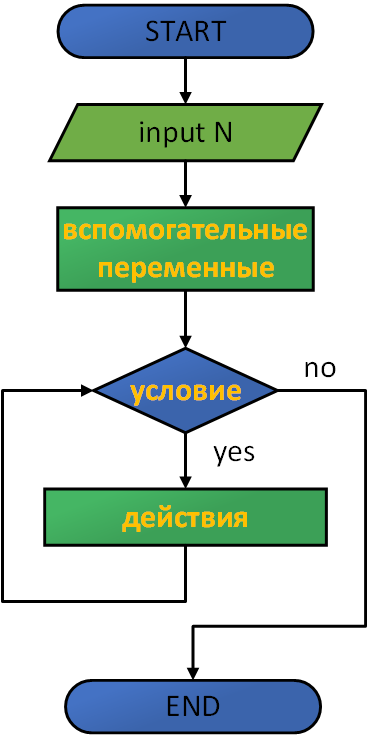 START
input N
вспомогательные
переменные
условие
no
yes
действия
END